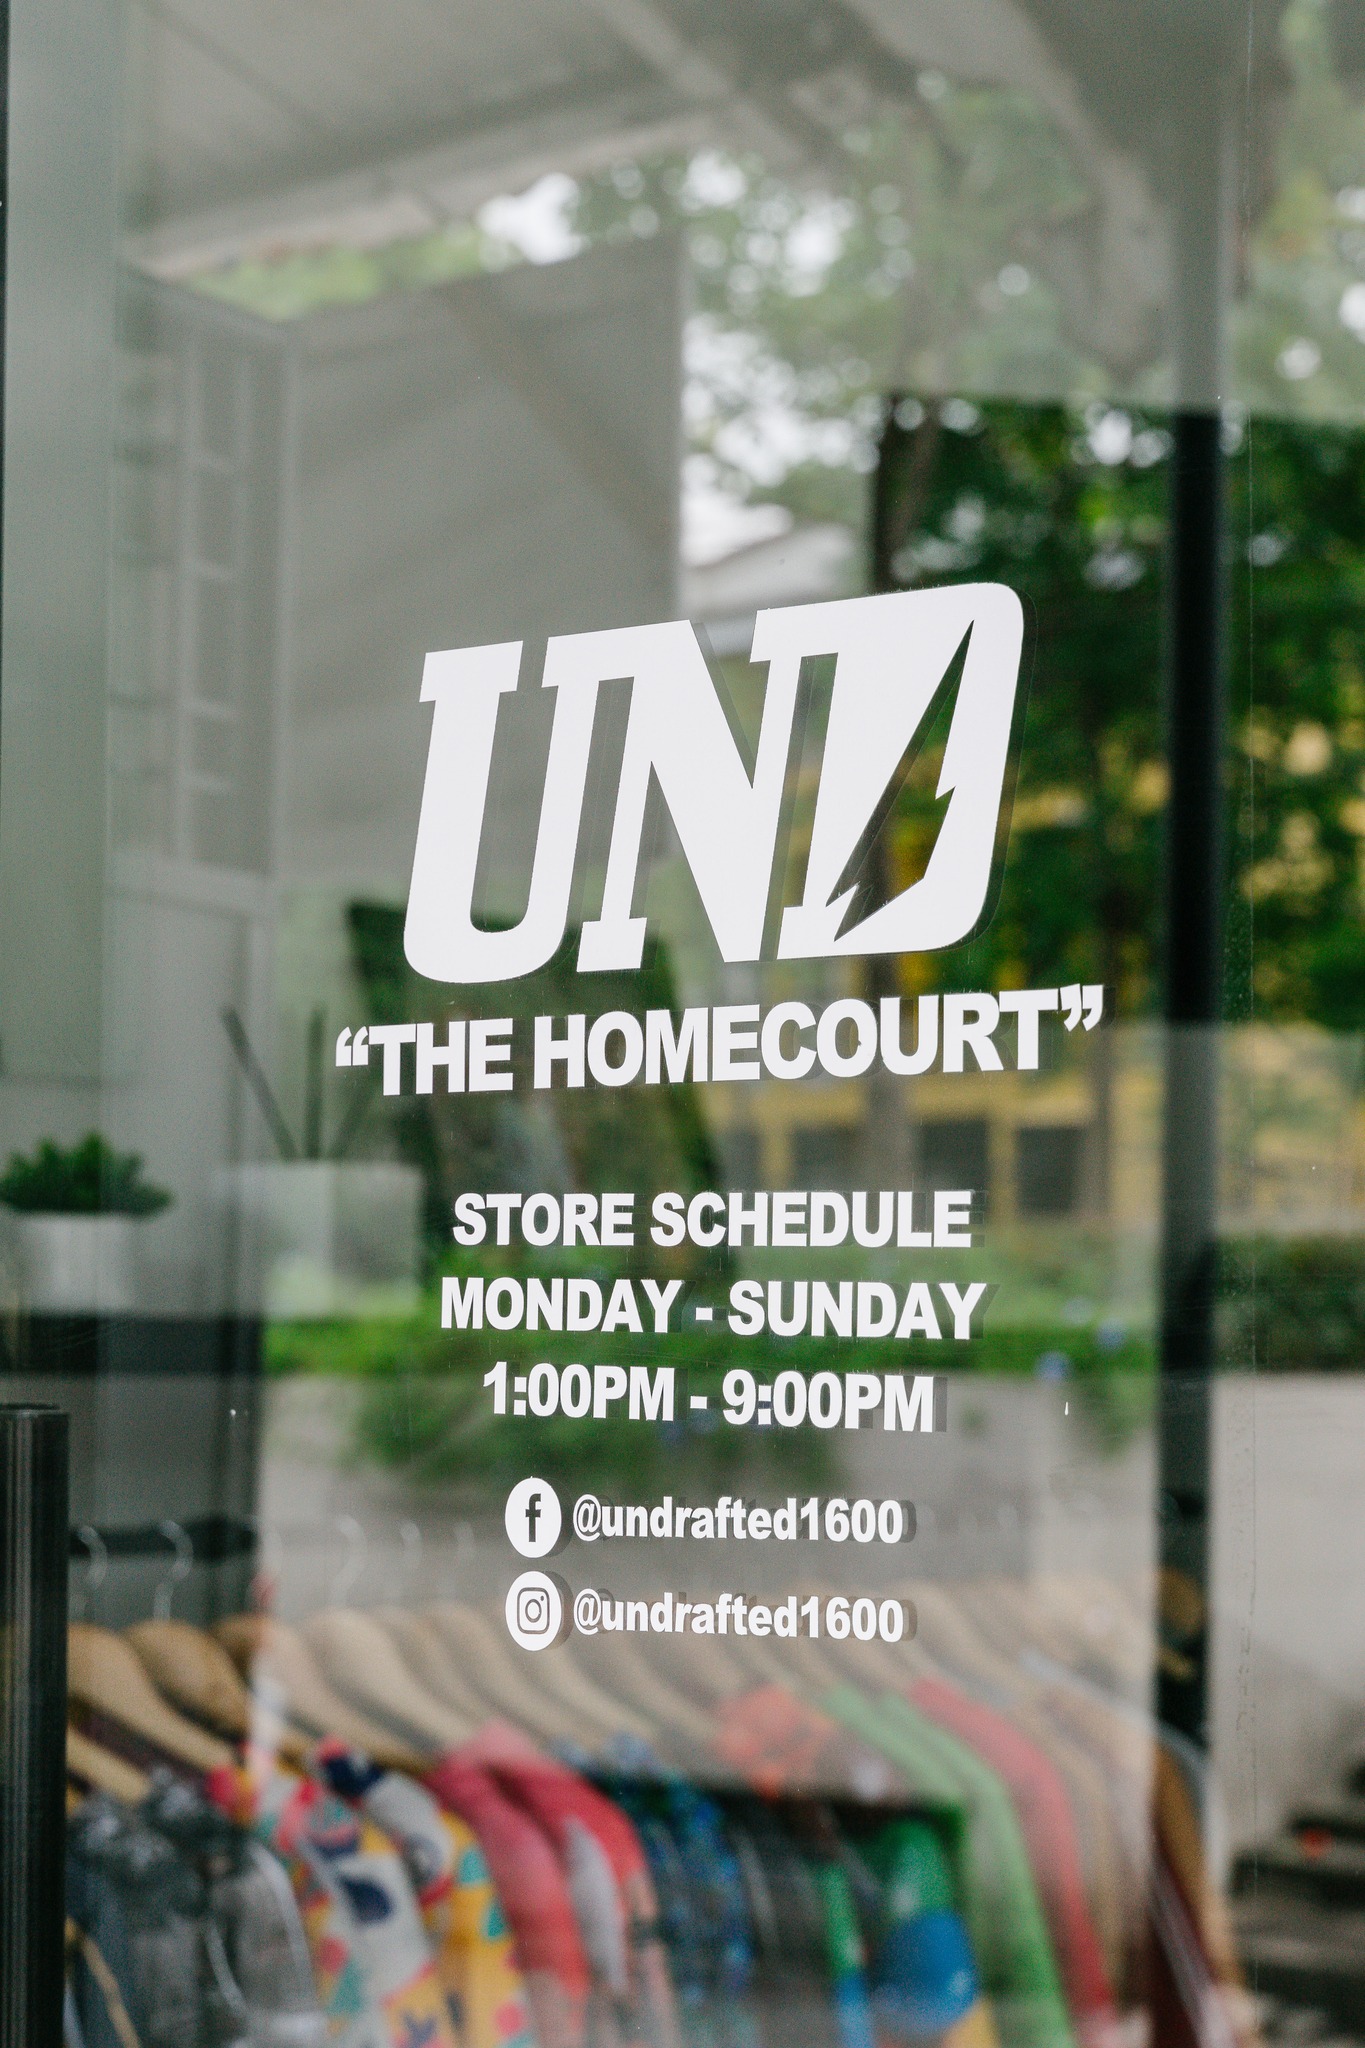 UND
“THE HOMECOURT”
STORE SCHEDULE
MONDAY - SUNDAY
1:00PM - 9:00PM
@undrafted1600
@undrafted1600